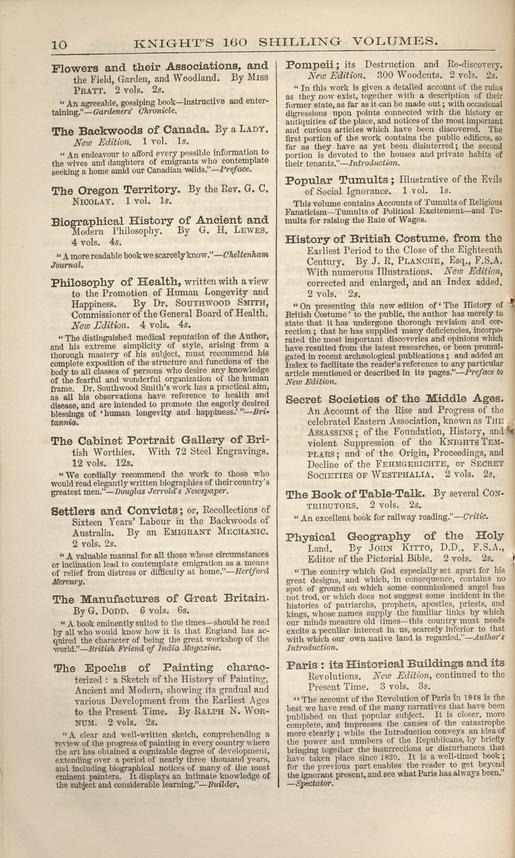 10 KNIGHT'S 160 SHILLING VOLUMES.
Flowers and their Associations, and
the Field, Garden, and Woodland. By MISS
PRATT. 2 vols. 2s.
"An agreeable, gossiping book—instructive and enter-
taining."—Gardeners' Chronicle.
The Backwoods of Canada. By a LADY.
New Edition. 1 vol. 1s.
"An endeavour to afford every possible information to
the wives and daughters of emigrants who contemplate
seeking a home amid our Canadian wilds."—Preface.
The Oregon Territory. By the Rev. G. C.
NICOLAY. 1 vol. 1s.
Biographical History of Ancient and
Modern Philosophy. By G. H. LEWES.
4 vols. 4s.
"A more readable book we scarcely know."—Cheltenham
Journal.
Philosophy of Health, written with a view
to the Promotion of Human Longevity and
Happiness. By Dr. SOUTHWOOD SMITH,
Commissioner of the General Board of Health.
New Edition. 4 vols. 4s.
"The distinguished medical reputation of the Author,
and his extreme simplicity of style, arising from a
thorough mastery of his subject, must recommend his
complete exposition of the structure and functions of the
body to all classes of persons who desire any knowledge
of the fearful and wonderful organization of the human
frame. Dr. Southwood Smith's work has a practical aim,
as all his observations have reference to health and
disease, and are intended to promote the eagerly desired
blessings of 'human longevity and happiness.'"—Bri-
tannia.
The Cabinet Portrait Gallery of Bri-
tish Worthies. With 72 Steel Engravings.
12 vols. 12s.
"We cordially recommend the work to those who
would read elegantly written biographies of their country's
greatest men."—Douglas Jerrold's Newspaper.
Settlers and Convicts; or, Recollections of
Sixteen Years' Labour in the Backwoods of
Australia. By an EMIGRANT MECHANIC.
2 vols. 2s.
"A valuable manual for all those whose circumstances
or inclination lead to contemplate emigration as a means
of relief from distress or difficulty at home."—Hertford
Mercury.
The Manufactures of Great Britain.
By G. DODD. 6 vols. 6s.
"A book eminently suited to the times—should be read
by all who would know how it is that England has ac-
quired the character of being the great workshop of the
world."—British Friend of India Magazine.
The Epochs of Painting charac-
terized: a Sketch of the History of Painting,
Ancient and Modern, showing its gradual and
various Development from the Earliest Ages
to the Present Time. By RALPH N. WOR-
NUM. 2 vols. 2s.
"A clear and well-written sketch, comprehending a
review of the progress of painting in every country where
the art has obtained a cognizable degree of development,
extending over a period of nearly three thousand years,
and including biographical notices of many of the most
eminent painters. It displays an intimate knowledge of
the subject and considerable learning."—Builder.
Pompeii; its Destruction and Re-discovery.
New Edition. 300 Woodcuts. 2 vols. 2s.
"In this work is given a detailed account of the ruins
as they now exist, together with a description of their
former state, as far as it can be made out; with occasional
digressions upon points connected with the history or
antiquities of the place, and notices of the most important
and curious articles which have been discovered. The
first portion of the work contains the public edifices, so
far as they have as yet been disinterred; the second
portion is devoted to the houses and private habits of
their tenants."—Introduction.
Popular Tumults; Illustrative of the Evils
of Social Ignorance. 1 vol. 1s.
This volume contains Accounts of Tumults of Religious
Fanaticism—Tumults of Political Excitement—and Tu-
mults for raising the Rate of Wages.
History of British Costume, from the
Earliest Period to the Close of the Eighteenth
Century. By J. R. PLANCHE, Esq., F.S.A.
With numerous Illustrations. New Edition,
corrected and enlarged, and an Index added.
2 vols. 2s.
"On presenting this new edition of 'The History of
British Costume' to the public, the author has merely to
state that it has undergone thorough revision and cor-
rection; that he has supplied many deficiencies, incorpo-
rated the most important discoveries and opinions which
have resulted from the latest researches, or been promul-
gated in recent archæological publications; and added an
Index to facilitate the reader's reference to any particular
article mentioned or described in its pages."—Preface to
New Edition.
Secret Societies of the Middle Ages.
An Account of the Rise and Progress of the
celebrated Eastern Association, known as THE
ASSASSINS; of the Foundation, History, and
violent Suppression of the KNIGHTS TEM-
PLARS; and of the Origin, Proceedings, and
Decline of the FEHMGERICHTE, or SECRET
SOCIETIES OF WESTPHALIA. 2 vols. 2s.
The Book of Table-Talk. By several CON-
TRIBUTORS. 2 vols. 2s.
"An excellent book for railway reading."—Critic.
Physical Geography of the Holy
Land. By JOHN KITTO, D.D., F.S.A.,
Editor of the Pictorial Bible. 2 vols. 2s.
"The country which God especially set apart for his
great designs, and which, in consequence, contains no
spot of ground on which some commissioned angel has
not trod, or which does not suggest some incident in the
histories of patriarchs, prophets, apostles, priests, and
kings, whose names supply the familiar links by which
our minds measure old times—this country must needs
excite a peculiar interest in us, scarcely inferior to that
with which our own native land is regarded."—Author's
Introduction.
Paris: its Historical Buildings and its
Revolutions. New Edition, continued to the
Present Time. 3 vols. 3s.
"The account of the Revolution of Paris in 1848 is the
best we have read of the many narratives that have been
published on that popular subject. It is closer, more
complete, and impresses the causes of the catastrophe
more clearly; while the Introduction conveys an idea of
the power and numbers of the Republicans, by briefly
bringing together the insurrections or disturbances that
have taken place since 1830. It is a well-timed book;
for the previous part enables the reader to get beyond
the ignorant present, and see what Paris has always been."
—Spectator.